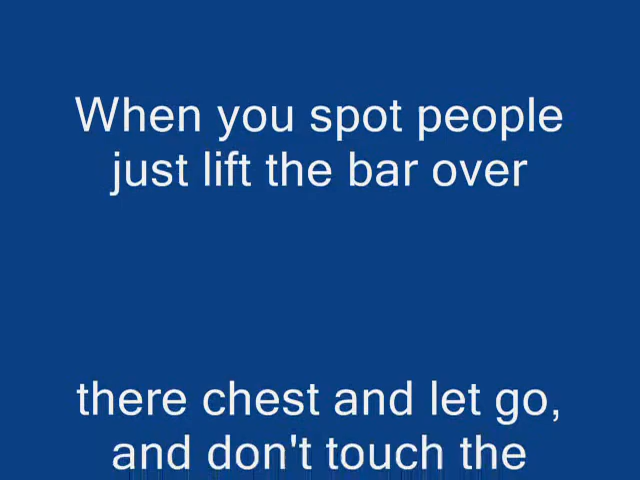 When you spot people
just lift the bar over
there chest and let go,
and don't touch the